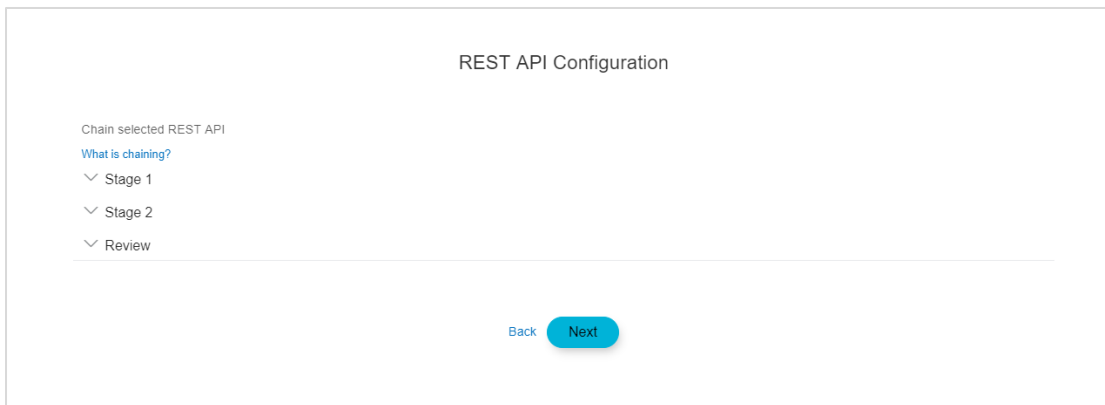 REST API Configuration
Chain selected REST API
What is chaining?
Stage 1
Stage 2
Review
Back Next